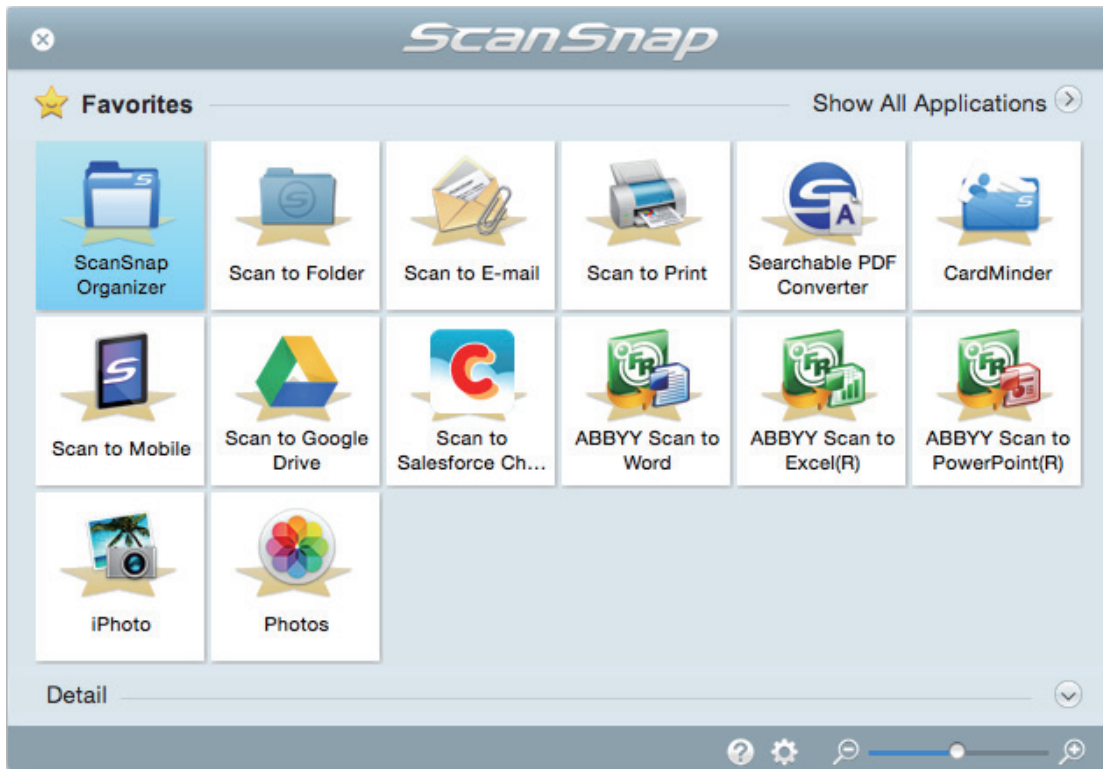 ScanSnap
Favorites
Show All Applications
ScanSnap
Organizer
Scan to Folder
Scan to E-mail
Scan to Print
Searchable PDF
Converter
CardMinder
Scan to Mobile
Scan to Google
Drive
Scan to
Salesforce Ch...
ABBYY Scan to
Word
ABBYY Scan to
Excel(R)
ABBYY Scan to
PowerPoint(R)
iPhoto
Photos
Detail